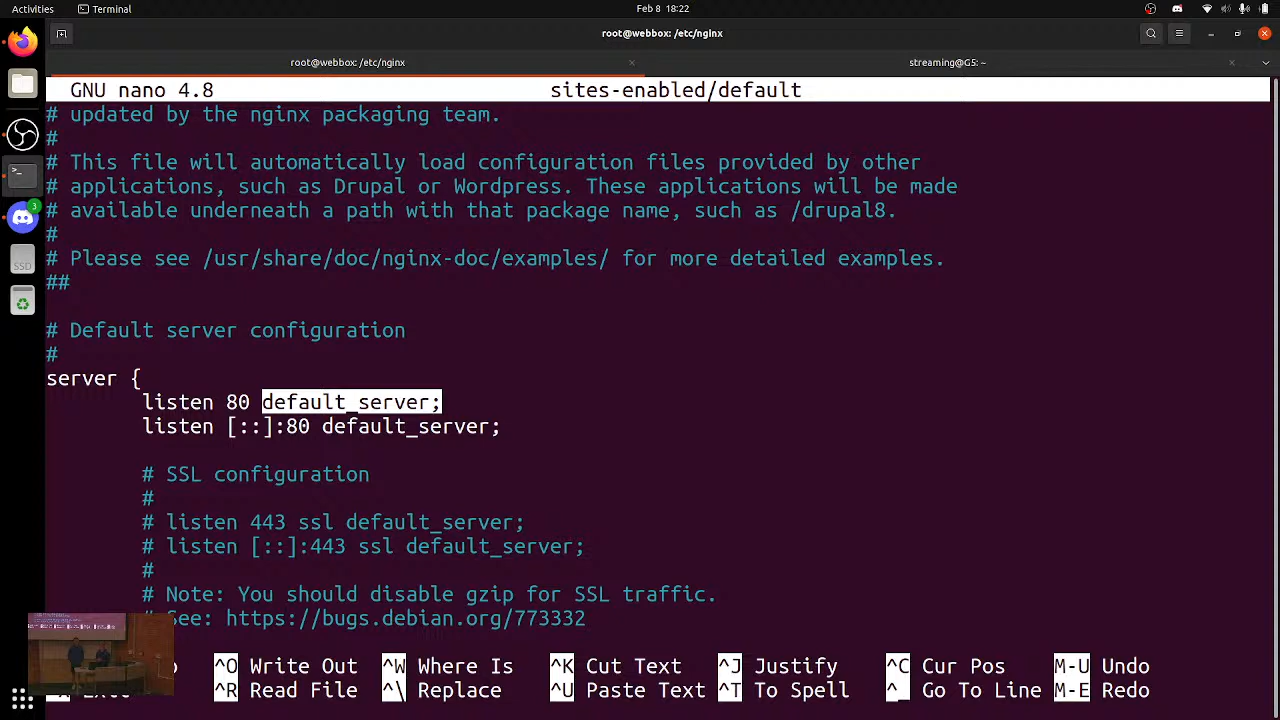 Activities Terminal Feb 8 18:22
root@webbox: /etc/nginx
root@webbox: /etc/nginx × streaming@G5: ~ ×
GNU nano 4.8 sites-enabled/default
# updated by the nginx packaging team.
#
# This file will automatically load configuration files provided by other
# applications, such as Drupal or Wordpress. These applications will be made
# available underneath a path with that package name, such as /drupal8.
#
# Please see /usr/share/doc/nginx-doc/examples/ for more detailed examples.
##
# Default server configuration
#
server {
listen 80 default_server;
listen [::]:80 default_server;
# SSL configuration
#
# listen 443 ssl default_server;
# listen [::]:443 ssl default_server;
#
# Note: You should disable gzip for SSL traffic.
# See: https://bugs.debian.org/773332
^O Write Out ^W Where Is ^K Cut Text ^J Justify ^C Cur Pos M-U Undo
^R Read File ^\ Replace ^U Paste Text ^T To Spell ^_ Go To Line M-E Redo
3
SSD